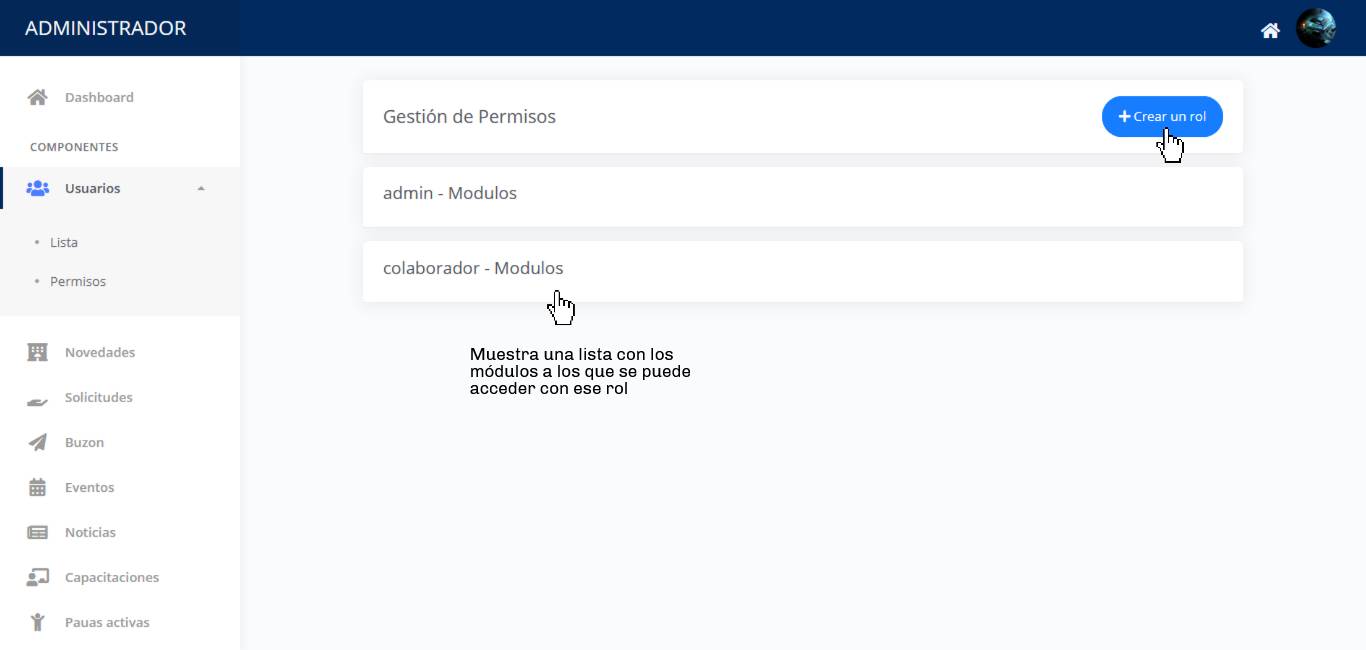 ADMINISTRADOR
Dashboard
COMPONENTES
Usuarios
Lista
Permisos
Novedades
Solicitudes
Buzon
Eventos
Noticias
Capacitaciones
Pauas activas
Gestión de Permisos
Crear un rol
admin - Modulos
colaborador - Modulos
Muestra una lista con los
módulos a los que se puede
acceder con ese rol